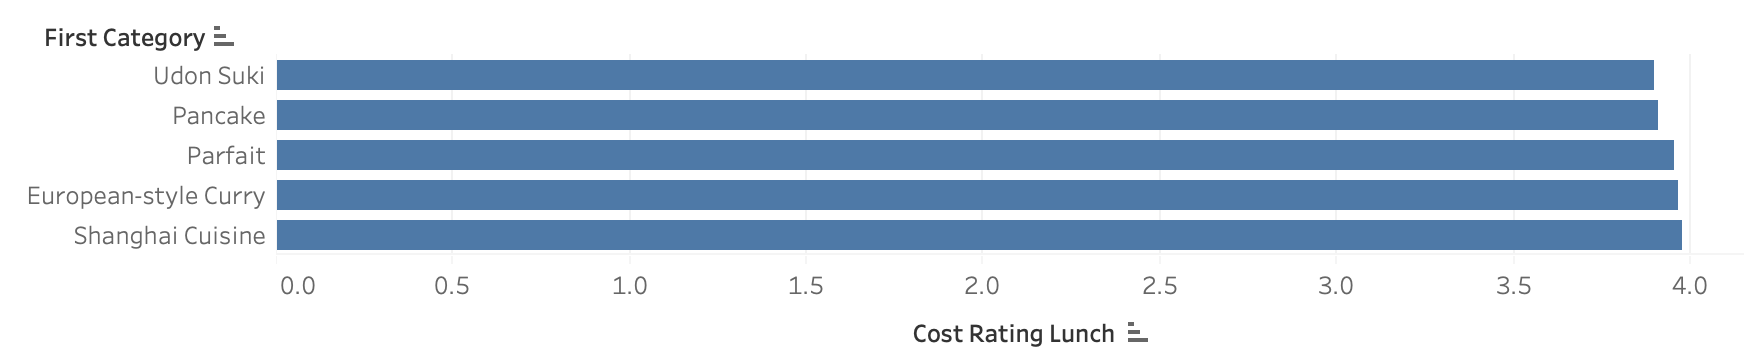 First Category
Udon Suki
Pancake
Parfait
European-style Curry
Shanghai Cuisine
0.0 0.5 1.0 1.5 2.0 2.5 3.0 3.5 4.0
Cost Rating Lunch